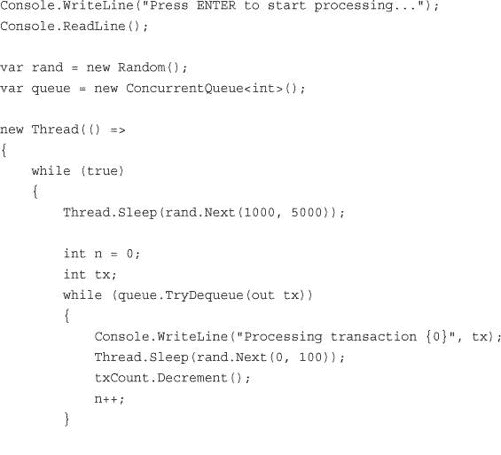 Console.WriteLine("Press ENTER to start processing...");
Console.ReadLine();
var rand = new Random();
var queue = new ConcurrentQueue<int>();
new Thread(() =>
{
while (true)
{
Thread.Sleep(rand.Next(1000, 5000));
int n = 0;
int tx;
while (queue.TryDequeue(out tx))
{
Console.WriteLine("Processing transaction {0}", tx);
Thread.Sleep(rand.Next(0, 100));
txCount.Decrement();
n++;
}